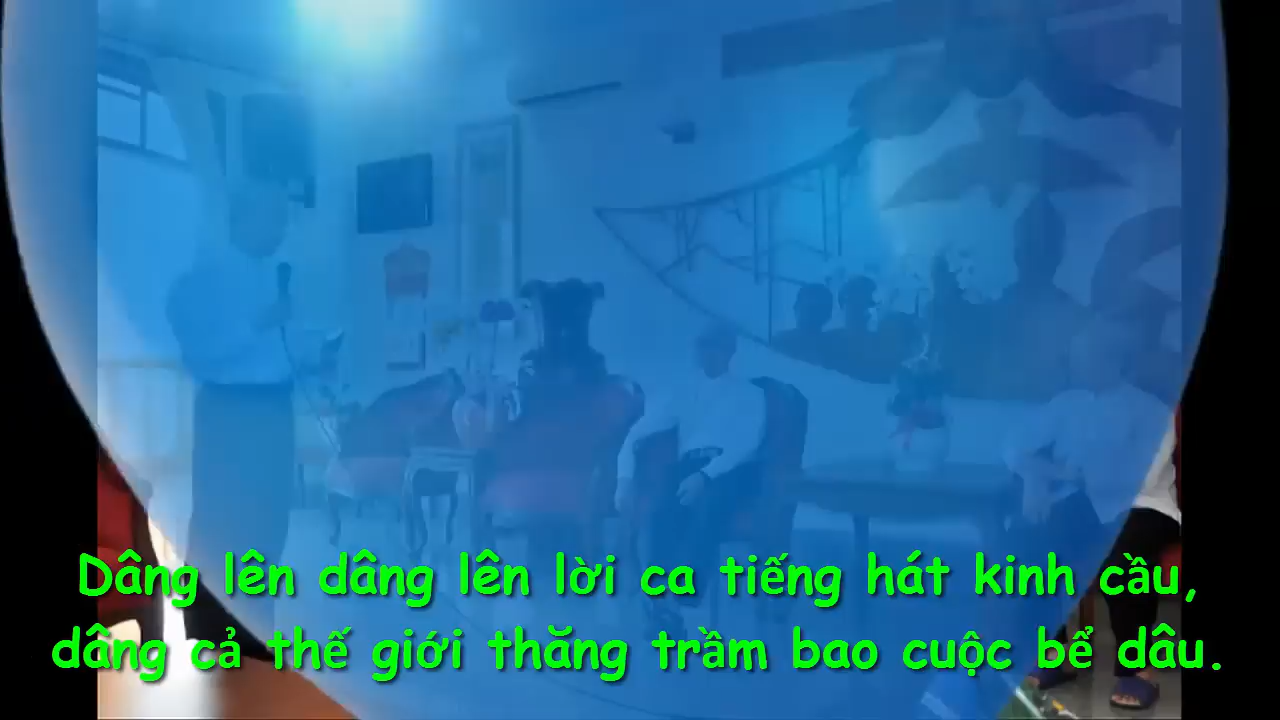 Dâng lên dâng lên lời ca tiếng hát kinh cầu,
dâng cả thế giới thăng trầm bao cuộc bể dâu.